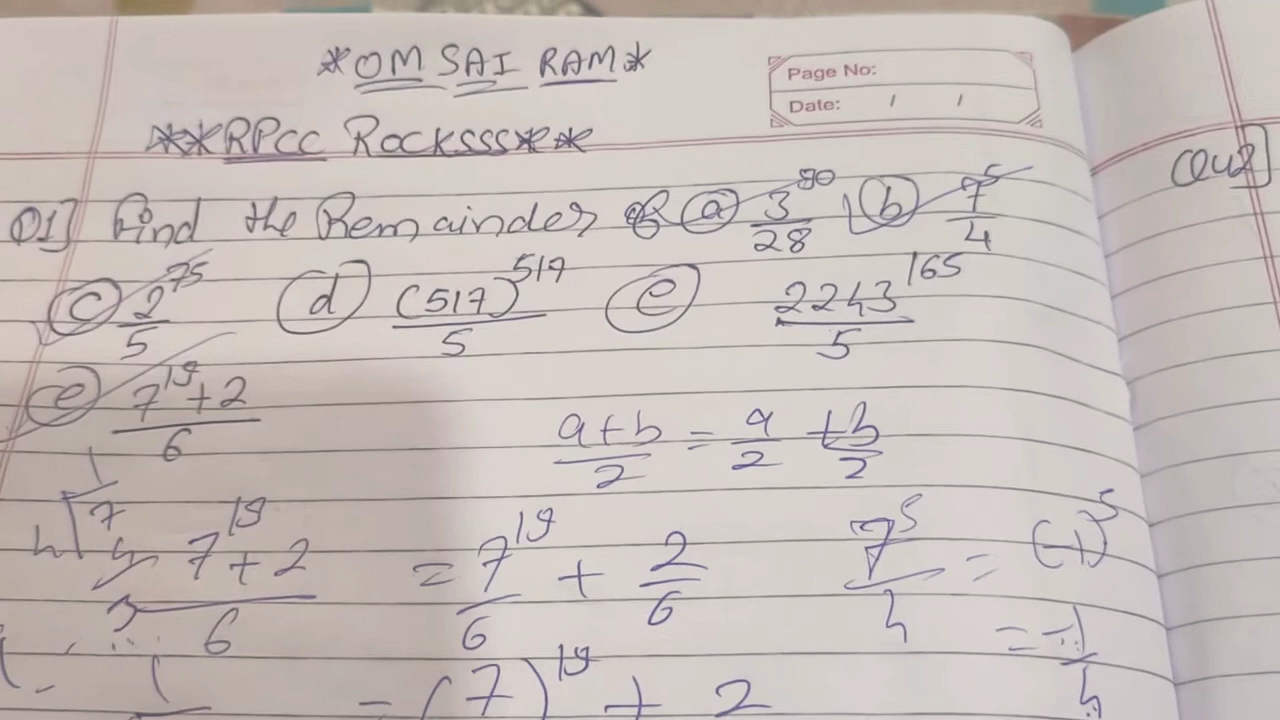 *OM SAI RAM*
Page No:
Date: / /
**RPCC Rocksss**
Q1] Find the Remainder of (a) 3^90/28, (b) 7^5/4
(c) 2^75/5 (d) (517)^517/5 (e) 2243^165/5
(e) 7^19+2/6
a+b/2 = a/2 + b/2
7^19+2/6 = 7^19/6 + 2/6
7^5/4 = (-1)^5
= -1/4
= (7)^19 + 2